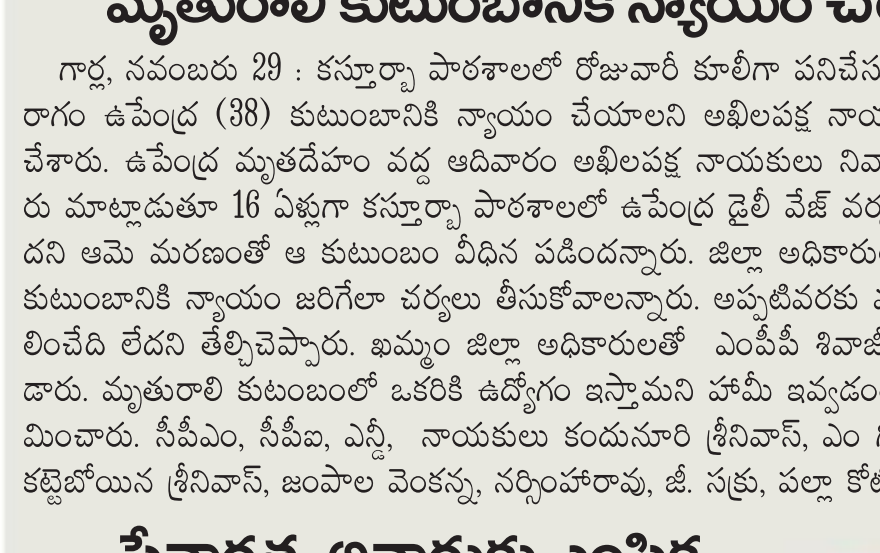 మృతురాలి కుటుంబానికి న్యాయం
గార్ల, నవంబరు 29 : కస్తూర్బా పాఠశాలలో రోజువారీ కూలీగా పనిచేస
రాగం ఉపేంద్ర (38) కుటుంబానికి న్యాయం చేయాలని అఖిలపక్ష నాయ
చేశారు. ఉపేంద్ర మృతదేహం వద్ద ఆదివారం అఖిలపక్ష నాయకులు నివా
రు మాట్లాడుతూ 16 ఏళ్లుగా కస్తూర్బా పాఠశాలలో ఉపేంద్ర డైలీ వేజ్ వర్క
దని ఆమె మరణంతో ఆ కుటుంబం వీధిన పడిందన్నారు. జిల్లా అధికారుల
కుటుంబానికి న్యాయం జరిగేలా చర్యలు తీసుకోవాలన్నారు. అప్పటివరకు
లించేది లేదని తేల్చిచెప్పారు. ఖమ్మం జిల్లా అధికారులతో ఎంపీపీ శివాజీ
డారు. మృతురాలి కుటంబంలో ఒకరికి ఉద్యోగం ఇస్తామని హామీ ఇవ్వడం
మించారు. సీపీఎం, సీపీఐ, ఎన్డీ, నాయకులు కందునూరి శ్రీనివాస్, ఎం
కట్టెబోయిన శ్రీనివాస్, జంపాల వెంకన్న, నర్సింహారావు, జీ. సక్రు, పల్లా కోటే